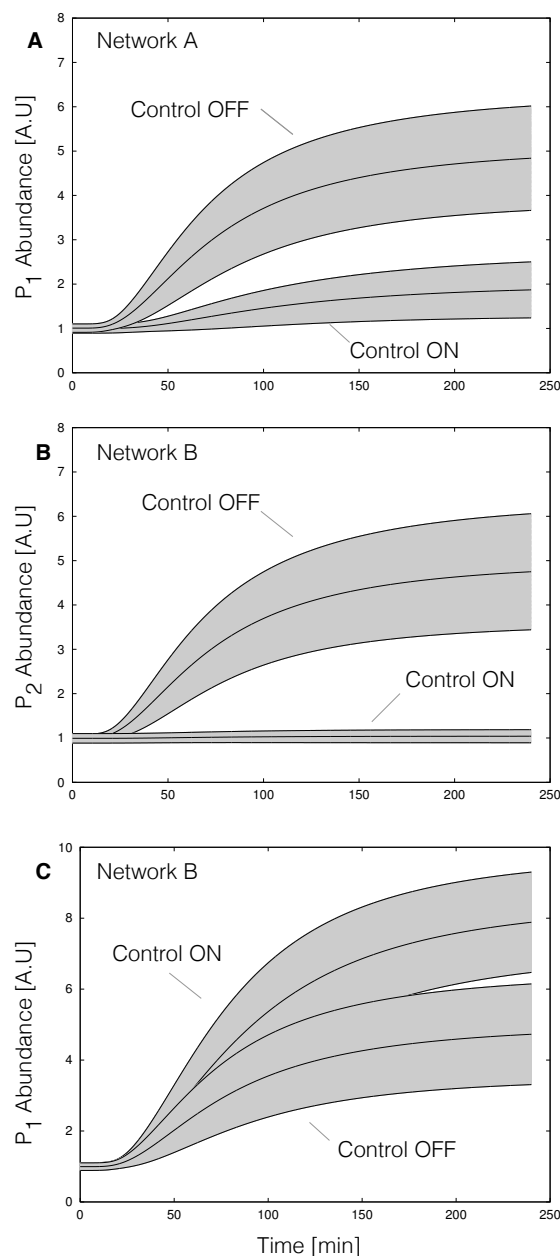 A Network A
8
7
6
5
4
3
2
1
0
P1 Abundance [A.U]
Control OFF
Control ON
0 50 100 150 200 250
B Network B
8
7
6
5
4
3
2
1
0
P2 Abundance [A.U]
Control OFF
Control ON
0 50 100 150 200 250
C Network B
10
8
6
4
2
0
P1 Abundance [A.U]
Control ON
Control OFF
0 50 100 150 200 250
Time [min]